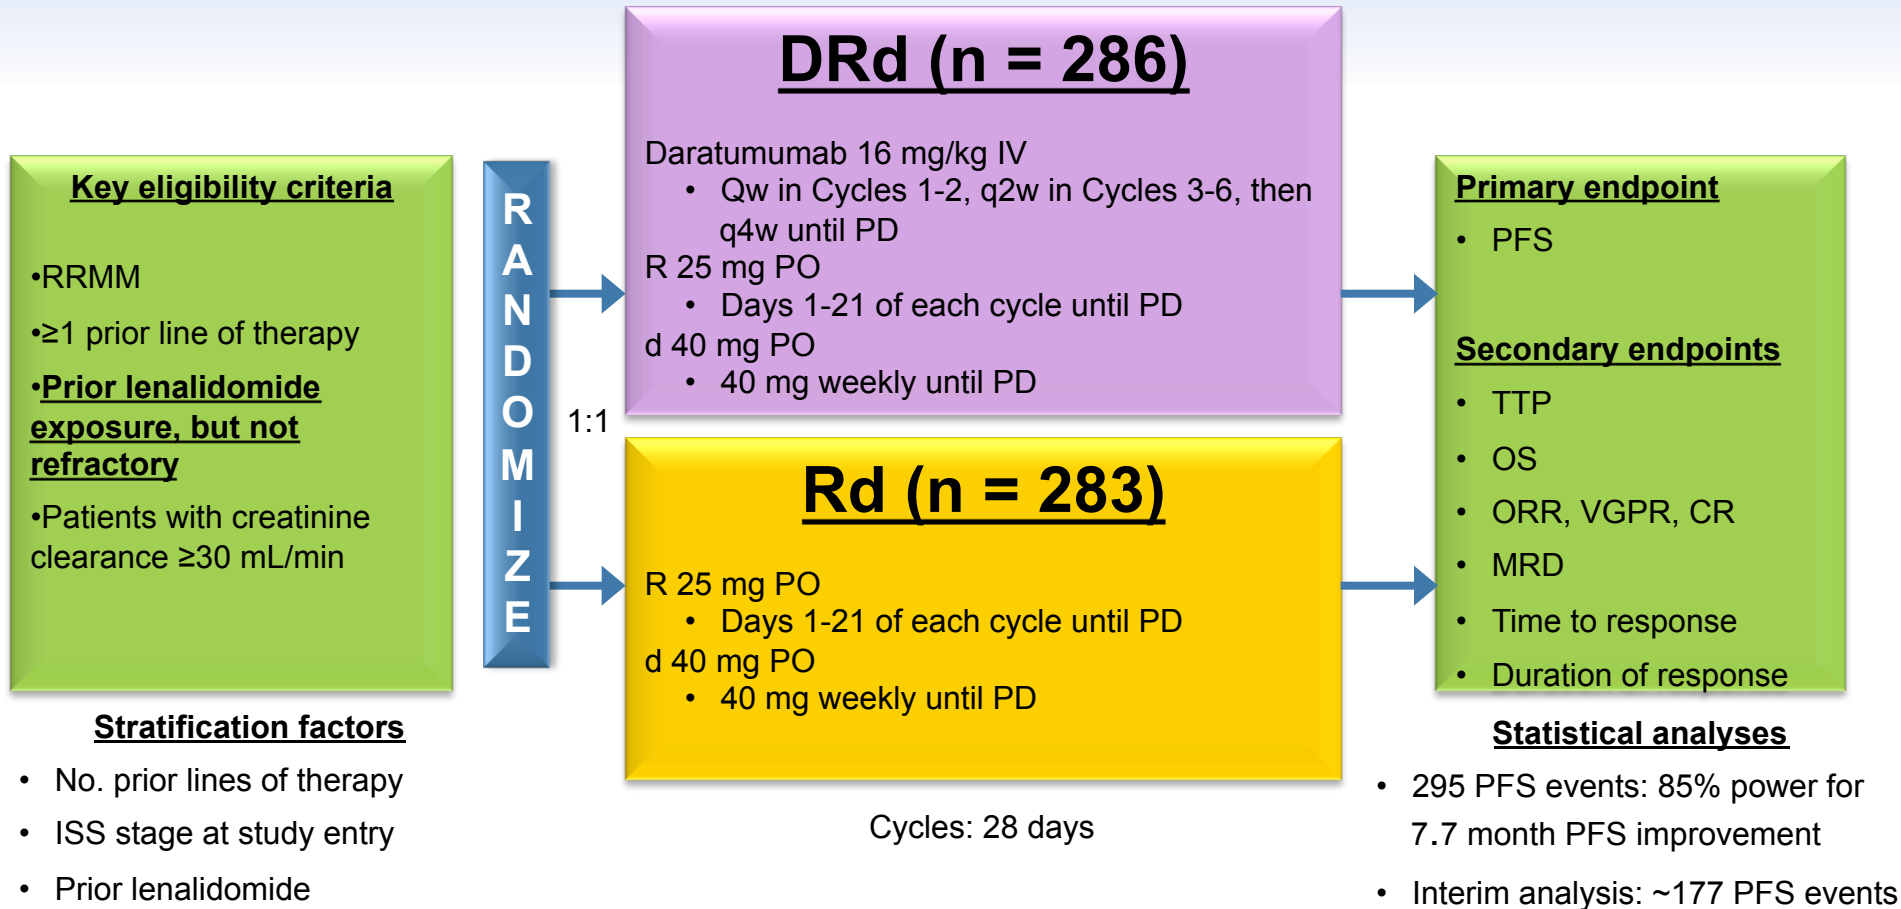 Key eligibility criteria
•RRMM
•≥1 prior line of therapy
•Prior lenalidomide
exposure, but not
refractory
•Patients with creatinine
clearance ≥30 mL/min
Stratification factors
• No. prior lines of therapy
• ISS stage at study entry
• Prior lenalidomide
R
A
N
D
O
M
I
Z
E
1:1
DRd (n = 286)
Daratumumab 16 mg/kg IV
• Qw in Cycles 1-2, q2w in Cycles 3-6, then
q4w until PD
R 25 mg PO
• Days 1-21 of each cycle until PD
d 40 mg PO
• 40 mg weekly until PD
Rd (n = 283)
R 25 mg PO
• Days 1-21 of each cycle until PD
d 40 mg PO
• 40 mg weekly until PD
Cycles: 28 days
Primary endpoint
• PFS
Secondary endpoints
• TTP
• OS
• ORR, VGPR, CR
• MRD
• Time to response
• Duration of response
Statistical analyses
• 295 PFS events: 85% power for
7.7 month PFS improvement
• Interim analysis: ~177 PFS events